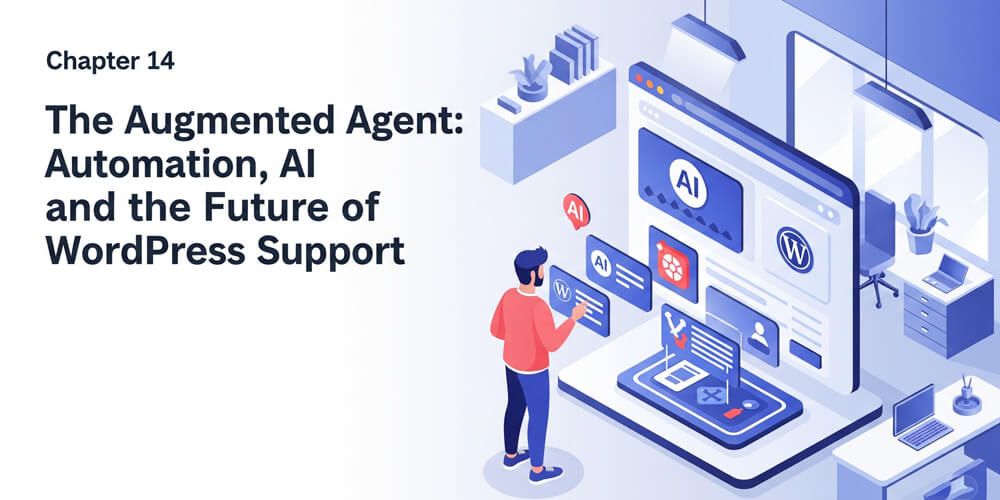 Chapter 14
The Augmented Agent:
Automation, AI
and the Future of
WordPress Support
AI
AI
AI
W
W